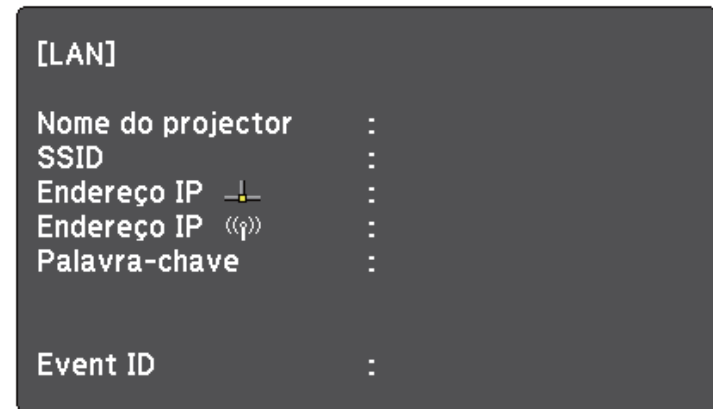 [LAN]
Nome do projector :
SSID :
Endereço IP :
Endereço IP :
Palavra-chave :
Event ID :